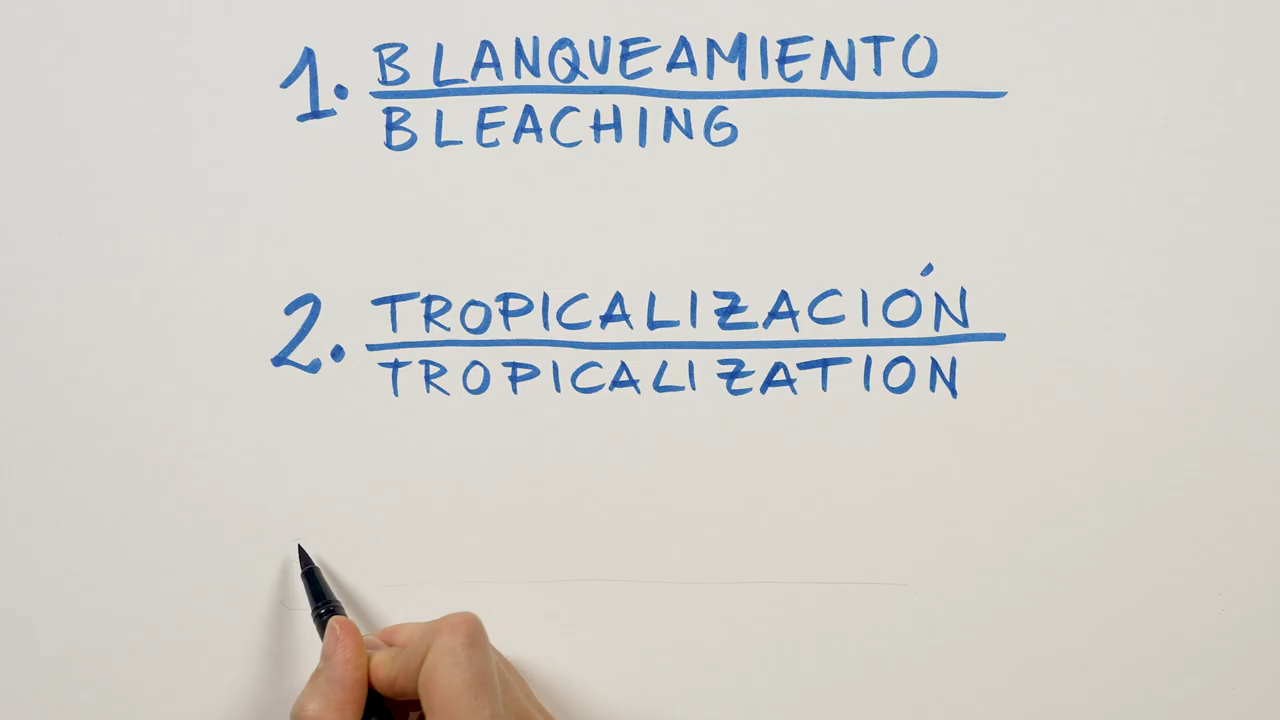 1. BLANQUEAMIENTO
BLEACHING
2. TROPICALIZACIÓN
TROPICALIZATION